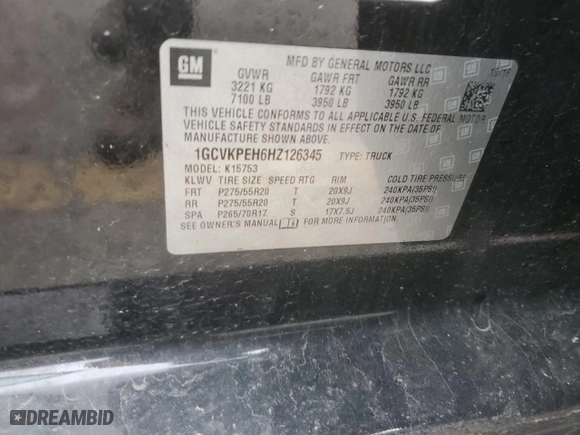 GM
MFD BY GENERAL MOTORS LLC
GVWR GAWR FRT GAWR RR
3221 KG 1792 KG 1792 KG
7100 LB 3950 LB 3950 LB
THIS VEHICLE CONFORMS TO ALL APPLICABLE U.S. FEDERAL MOTOR
VEHICLE SAFETY STANDARDS IN EFFECT ON THE DATE OF
MANUFACTURE SHOWN ABOVE.
1GCVKPEH6HZ126345 TYPE: TRUCK
MODEL: K15753
KLWV TIRE SIZE SPEED RTG RIM COLD TIRE PRESSURE
FRT P275/55R20 T 20X9J 240KPA(35PSI)
RR P275/55R20 T 20X9J 240KPA(35PSI)
SPA P265/70R17 S 17X7.5J 240KPA(35PSI)
SEE OWNER'S MANUAL
DREAMBID